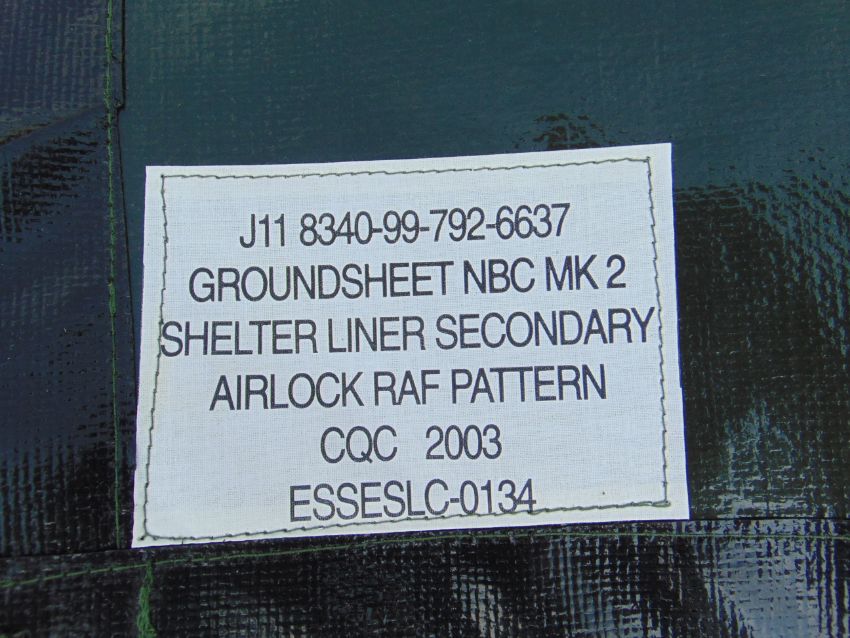 J11 8340-99-792-6637
GROUNDSHEET NBC MK 2
SHELTER LINER SECONDARY
AIRLOCK RAF PATTERN
CQC 2003
ESSESLC-0134